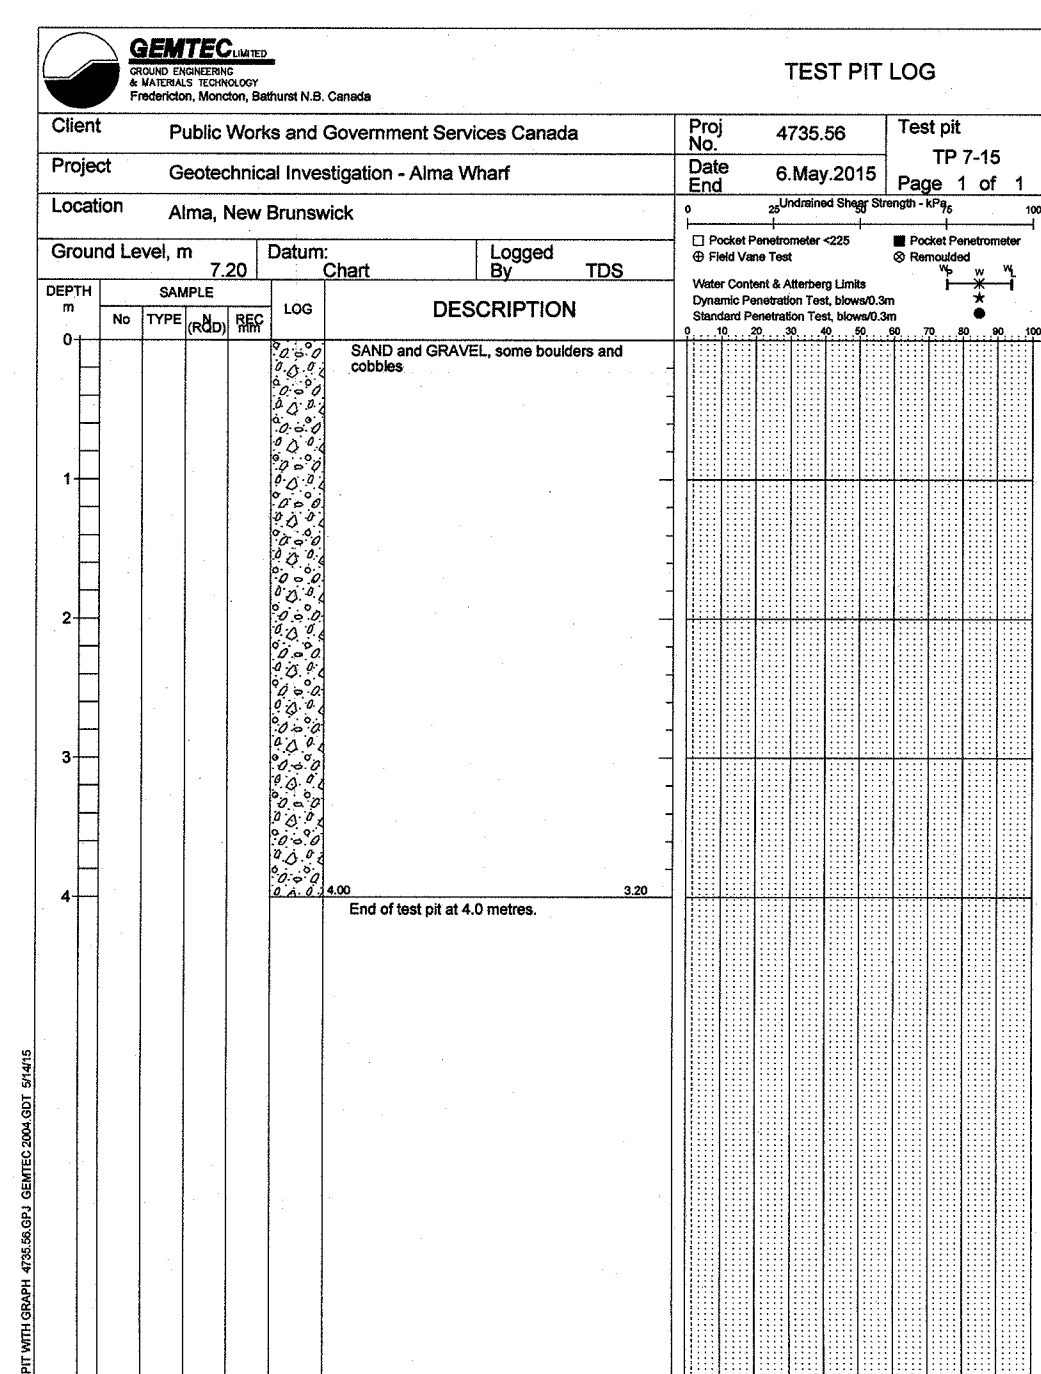 GEMTEC LIMITED
GROUND ENGINEERING
& MATERIALS TECHNOLOGY
Fredericton, Moncton, Bathurst N.B. Canada
TEST PIT LOG
Client Public Works and Government Services Canada
Proj No. 4735.56
Test pit TP 7-15
Project Geotechnical Investigation - Alma Wharf
Date End 6.May.2015
Page 1 of 1
Location Alma, New Brunswick
Undrained Shear Strength - kPa
0 25 50 75 100
Ground Level, m 7.20
Datum: Chart
Logged By TDS
□ Pocket Penetrometer <225 ■ Pocket Penetrometer
⊕ Field Vane Test ⊗ Remoulded
Water Content & Atterberg Limits WP W WL
Dynamic Penetration Test, blows/0.3m ★
Standard Penetration Test, blows/0.3m ●
0 10 20 30 40 50 60 70 80 90 100
DEPTH m
SAMPLE
No TYPE N (RQD) REC mm
LOG
DESCRIPTION
0
SAND and GRAVEL, some boulders and
cobbles
1
2
3
4
4.00 3.20
End of test pit at 4.0 metres.
PIT WITH GRAPH 4735.56.GPJ GEMTEC 2004.GDT 5/14/15